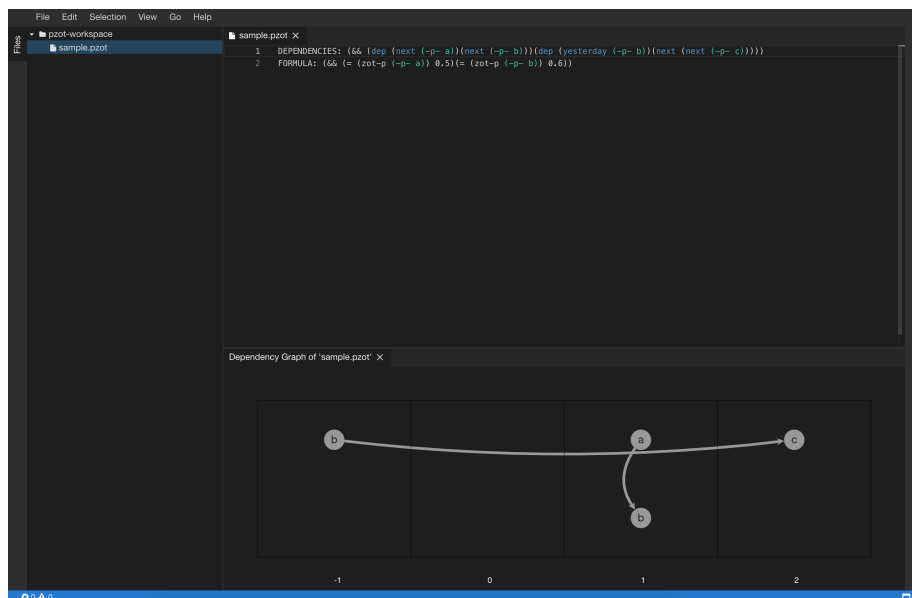 File Edit Selection View Go Help
Files
pzot-workspace
sample.pzot
sample.pzot
1 DEPENDENCIES: (&& (dep (next (-p- a))(next (-p- b)))(dep (yesterday (-p- b))(next (next (-p- c)))))
2 FORMULA: (&& (= (zot-p (-p- a)) 0.5)(= (zot-p (-p- b)) 0.6))
Dependency Graph of 'sample.pzot'
b a c
b
-1 0 1 2
0 0